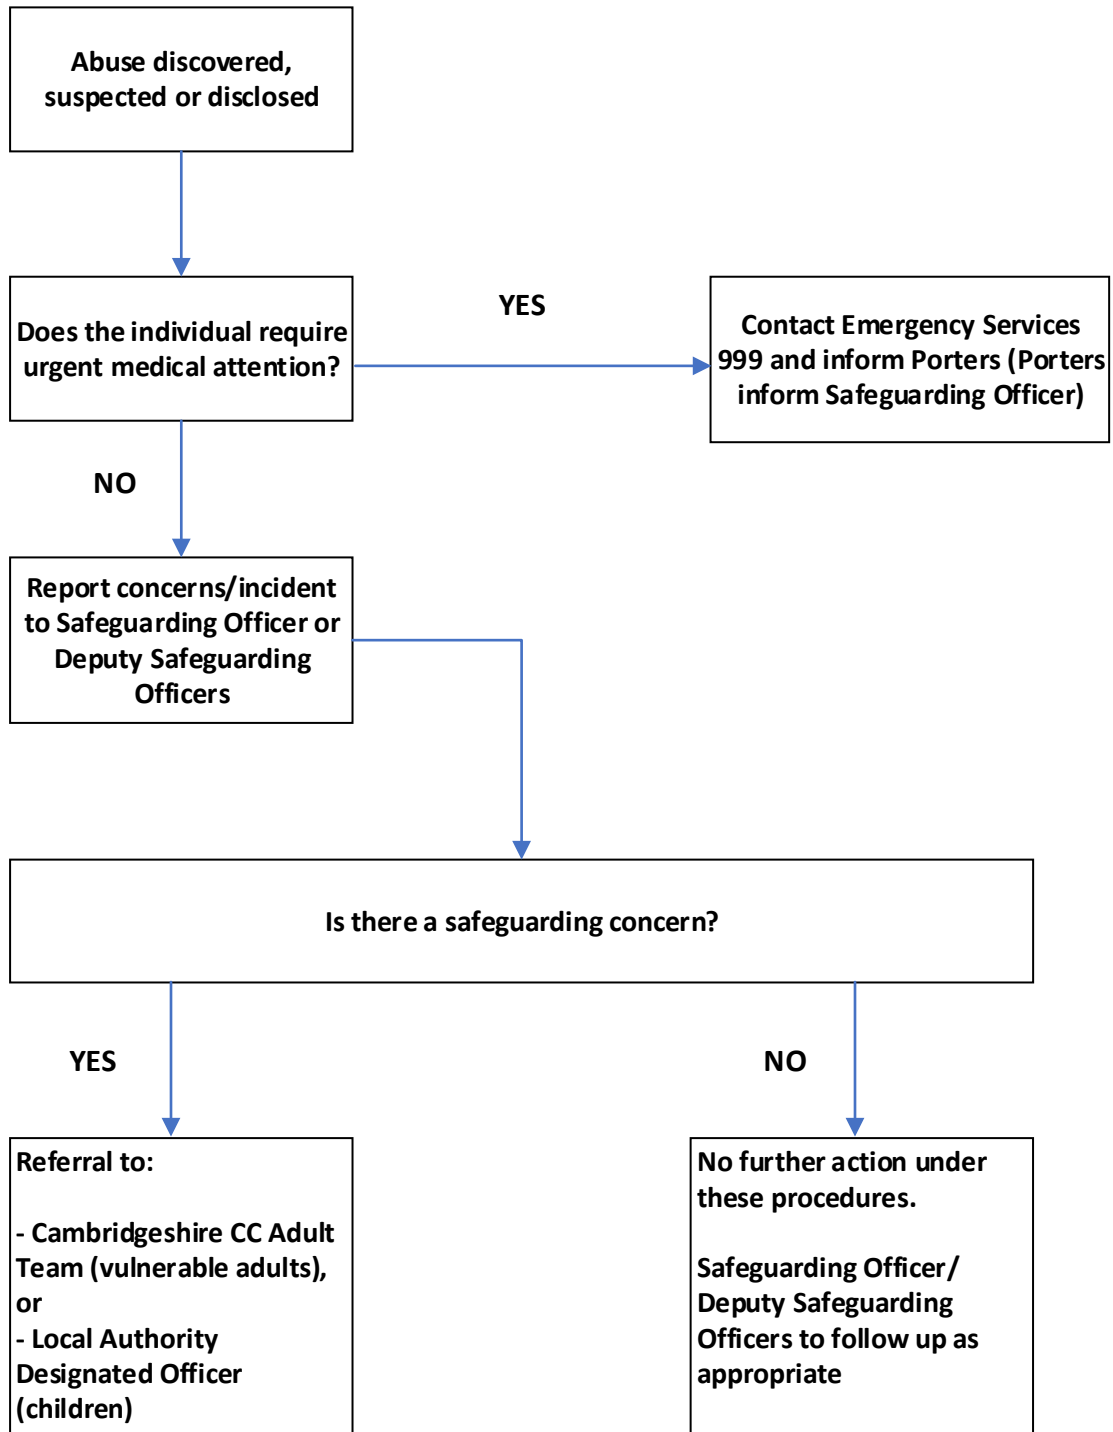 Abuse discovered,
suspected or disclosed
Does the individual require
urgent medical attention?
YES
Contact Emergency Services
999 and inform Porters (Porters
inform Safeguarding Officer)
NO
Report concerns/incident
to Safeguarding Officer or
Deputy Safeguarding
Officers
Is there a safeguarding concern?
YES
NO
Referral to:
- Cambridgeshire CC Adult
Team (vulnerable adults),
or
- Local Authority
Designated Officer
(children)
No further action under
these procedures.
Safeguarding Officer/
Deputy Safeguarding
Officers to follow up as
appropriate